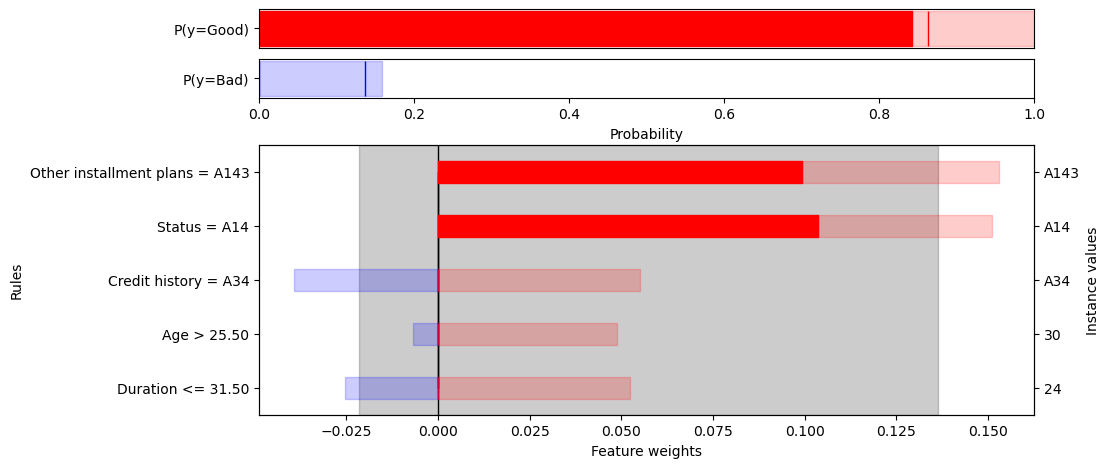 P(y=Good)
P(y=Bad)
0.0 0.2 0.4 0.6 0.8 1.0
Probability
Other installment plans = A143 A143
Status = A14 A14
Credit history = A34 A34
Age > 25.50 30
Duration <= 31.50 24
Rules
Instance values
−0.025 0.000 0.025 0.050 0.075 0.100 0.125 0.150
Feature weights